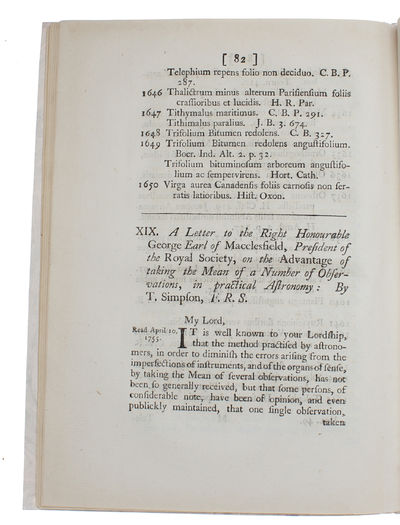 [ 82 ]
Telephium repens folio non deciduo. C. B. P.
287.
1646 Thalictrum minus alterum Parisiensium foliis
crassioribus et lucidis. H. R. Par.
1647 Tithymalus maritimus. C. B. P. 291.
Tithimalus paralius. J. B. 3. 674.
1648 Trifolium Bitumen redolens. C. B. 327.
1649 Trifolium Bitumen redolens angustifolium.
Boer. Ind. Alt. 2. p. 32.
Trifolium bituminosum arboreum angustifo-
lium ac sempervirens. Hort. Cath.
1650 Virga aurea Canadensis foliis carnosis non ser-
ratis latioribus. Hist. Oxon.
XIX. A Letter to the Right Honourable
George Earl of Macclesfield, President of
the Royal Society, on the Advantage of
taking the Mean of a Number of Obser-
vations, in practical Astronomy: By
T. Simpson, F. R. S.
My Lord,
Read April 10,
1755.
IT is well known to your Lordship,
that the method practised by astrono-
mers, in order to diminish the errors arising from the
imperfections of instruments, and of the organs of sense,
by taking the Mean of several observations, has not
been so generally received, but that some persons, of
considerable note, have been of opinion, and even
publickly maintained, that one single observation,
taken